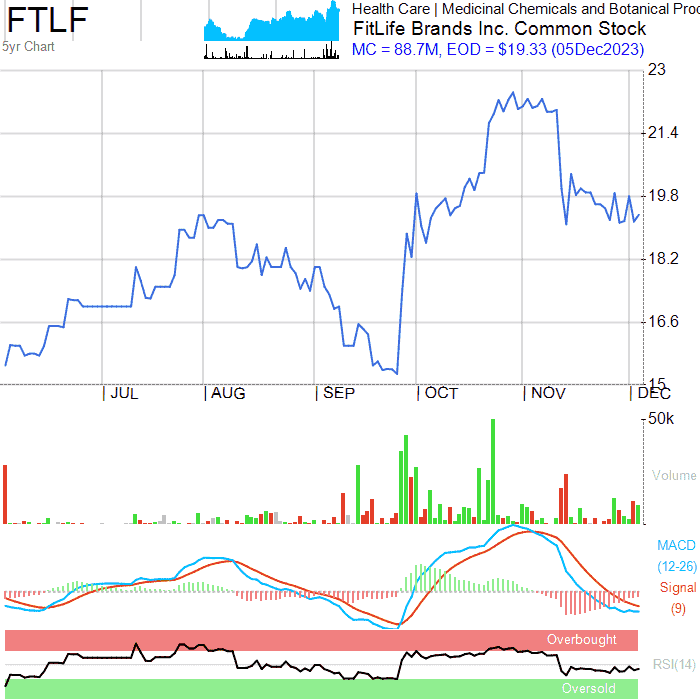 FTLF
5yr Chart
Health Care | Medicinal Chemicals and Botanical Proc
FitLife Brands Inc. Common Stock
MC = 88.7M, EOD = $19.33 (05Dec2023)
23
21.4
19.8
18.2
16.6
15
| JUL | AUG | SEP | OCT | NOV | DEC
50k
Volume
MACD
(12-26)
Signal
(9)
Overbought
RSI(14)
Oversold